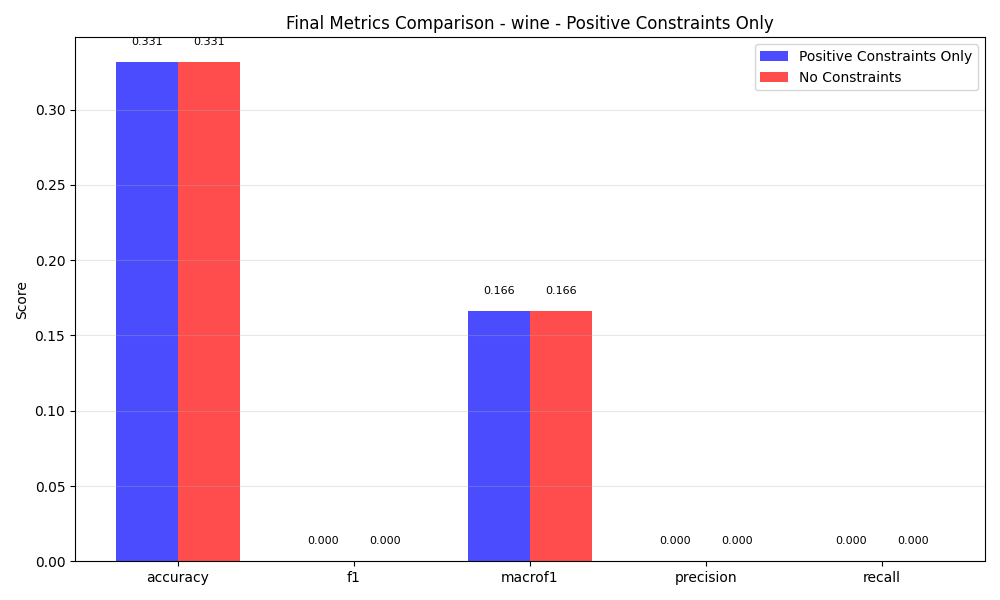 Final Metrics Comparison - wine - Positive Constraints Only
0.331 0.331
Positive Constraints Only
No Constraints
0.30
0.25
0.20
0.166 0.166
Score
0.15
0.10
0.05
0.000 0.000 0.000 0.000 0.000 0.000
0.00
accuracy f1 macrof1 precision recall